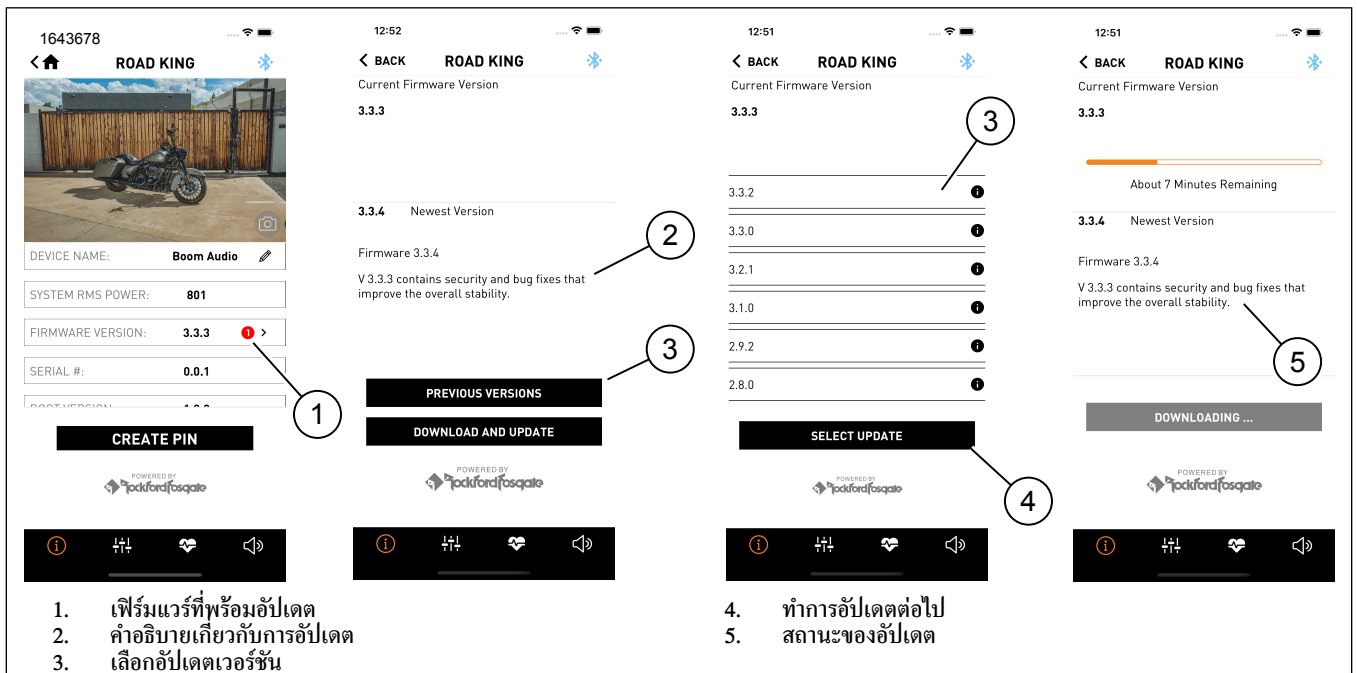 1643678
ROAD KING
DEVICE NAME: Boom Audio
SYSTEM RMS POWER: 801
FIRMWARE VERSION: 3.3.3 1
SERIAL #: 0.0.1
1
CREATE PIN
POWERED BY
Rockford Fosgate
12:52
BACK ROAD KING
Current Firmware Version
3.3.3
3.3.4 Newest Version
2
Firmware 3.3.4
V 3.3.3 contains security and bug fixes that
improve the overall stability.
3
PREVIOUS VERSIONS
DOWNLOAD AND UPDATE
POWERED BY
Rockford Fosgate
12:51
BACK ROAD KING
Current Firmware Version
3.3.3
3
3.3.2
3.3.0
3.2.1
3.1.0
2.9.2
2.8.0
SELECT UPDATE
4
POWERED BY
Rockford Fosgate
12:51
BACK ROAD KING
Current Firmware Version
3.3.3
About 7 Minutes Remaining
3.3.4 Newest Version
Firmware 3.3.4
V 3.3.3 contains security and bug fixes that
improve the overall stability.
5
DOWNLOADING ...
POWERED BY
Rockford Fosgate
1. เฟิร์มแวร์ที่พร้อมอัปเดต
2. คำอธิบายเกี่ยวกับการอัปเดต
3. เลือกอัปเดตเวอร์ชัน
4. ทำการอัปเดตต่อไป
5. สถานะของอัปเดต